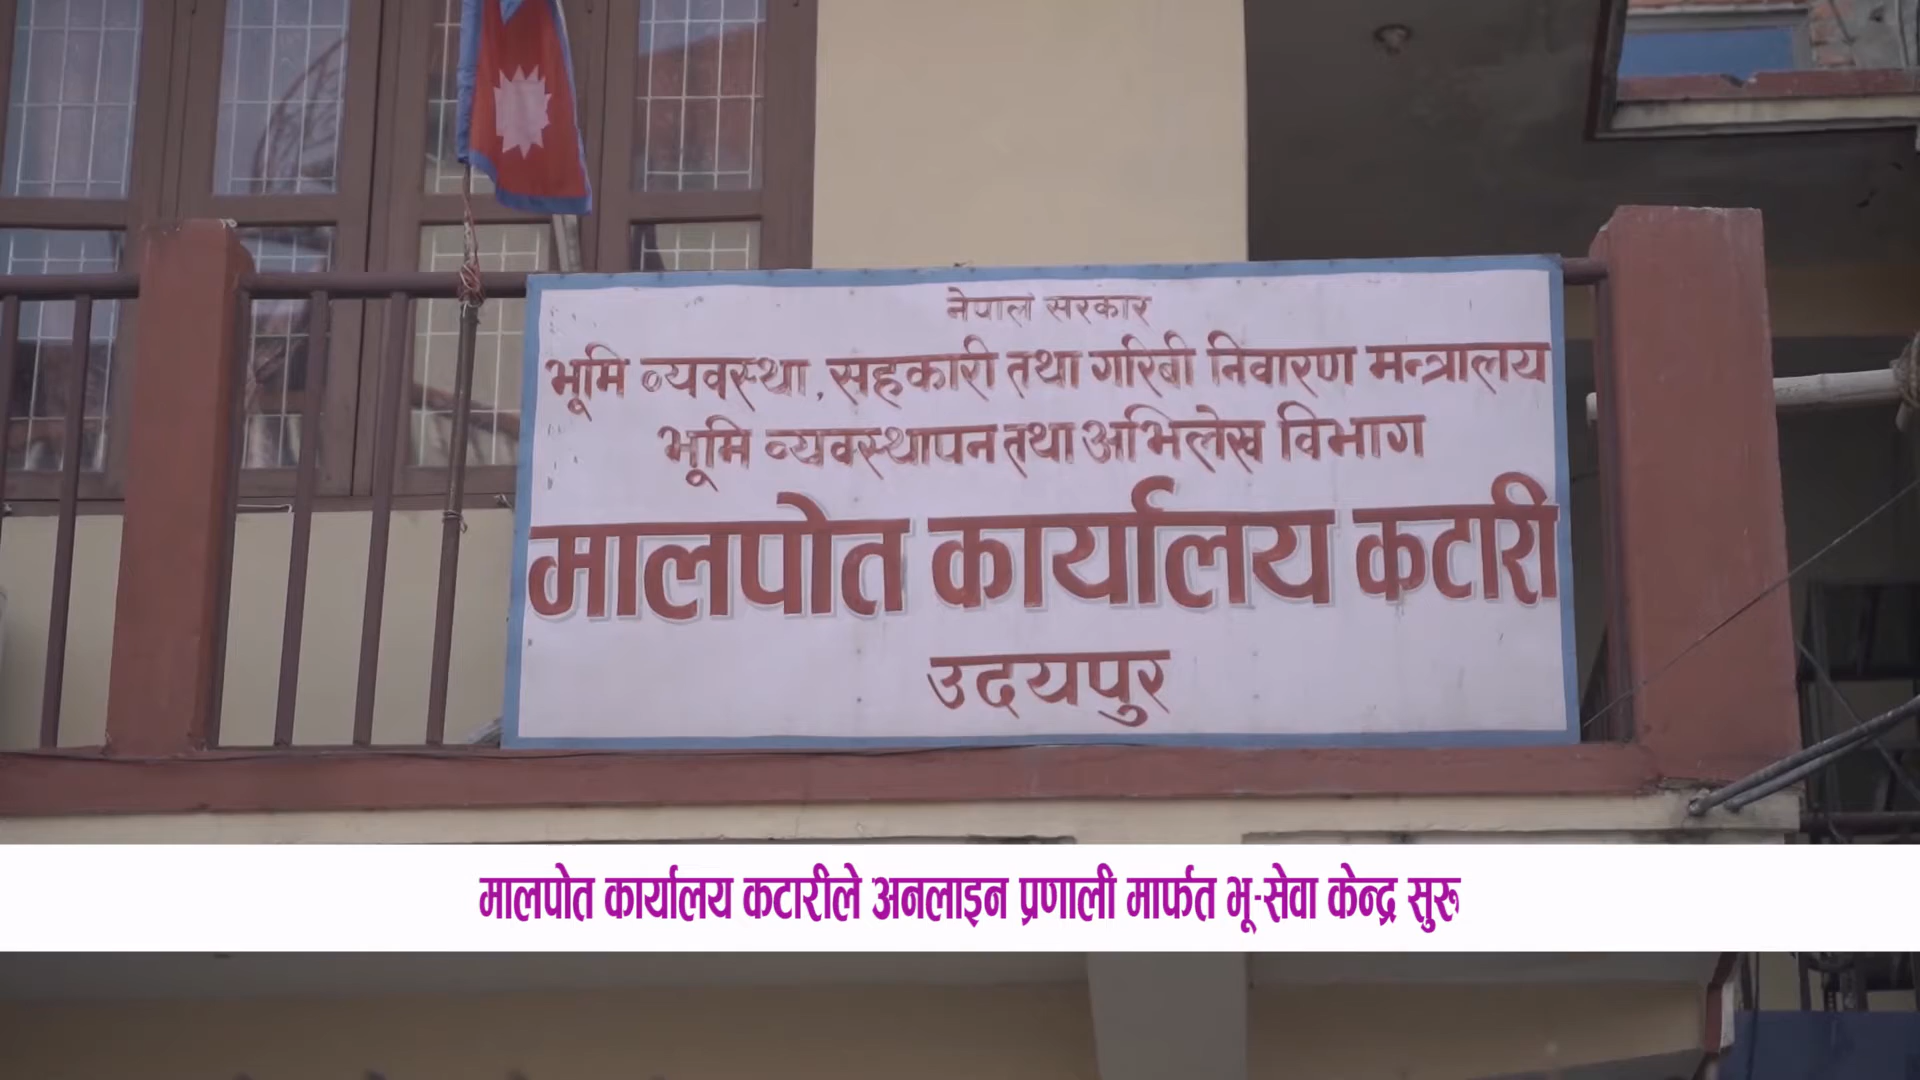 नेपाल सरकार
भूमि व्यवस्था, सहकारी तथा गरिबी निवारण मन्त्रालय
भूमि व्यवस्थापन तथा अभिलेख विभाग
मालपोत कार्यालय कटारी
उदयपुर
मालपोत कार्यालय कटारीले अनलाइन प्रणाली मार्फत भू-सेवा केन्द्र सुरू